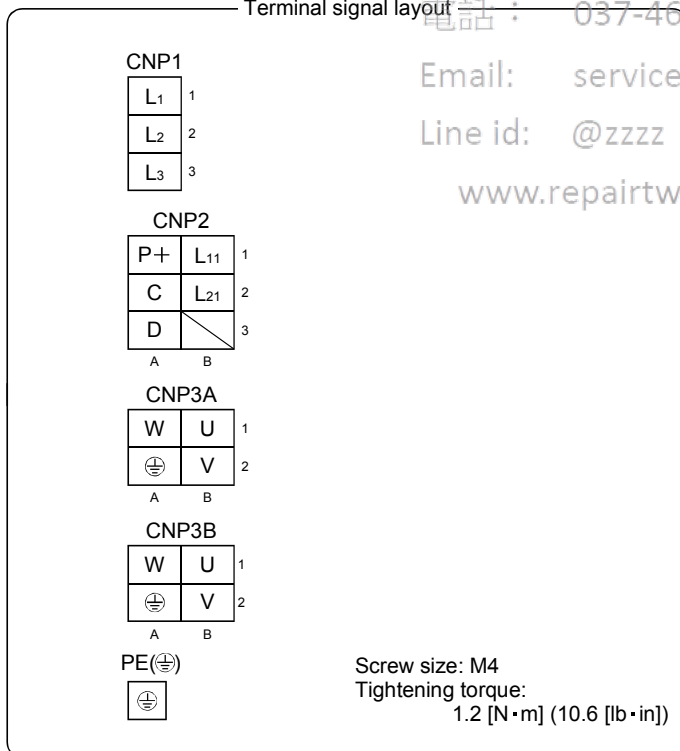 Terminal signal layout
電話： 037-46
Email: service
Line id: @zzzz
www.repairtw
CNP1
L1 1
L2 2
L3 3
CNP2
P+ L11 1
C L21 2
D 3
A B
CNP3A
W U 1
V 2
A B
CNP3B
W U 1
V 2
A B
PE(⏚)
Screw size: M4
Tightening torque:
1.2 [N▪m] (10.6 [lb▪in])